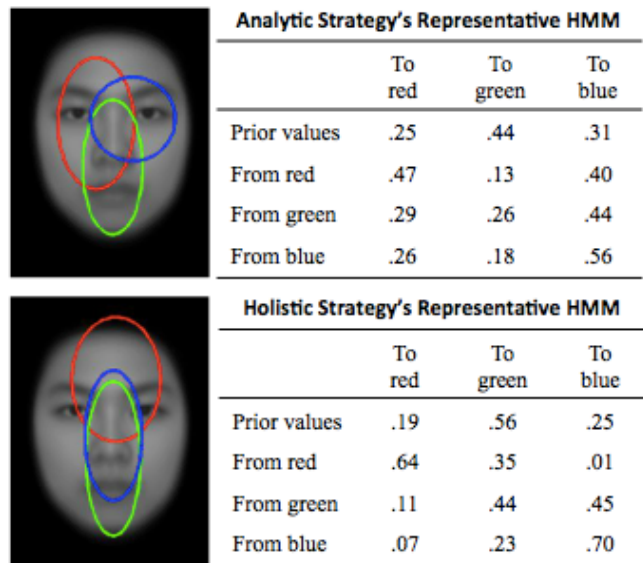 Analytic Strategy's Representative HMM
To To To
red green blue
Prior values .25 .44 .31
From red .47 .13 .40
From green .29 .26 .44
From blue .26 .18 .56
Holistic Strategy's Representative HMM
To To To
red green blue
Prior values .19 .56 .25
From red .64 .35 .01
From green .11 .44 .45
From blue .07 .23 .70